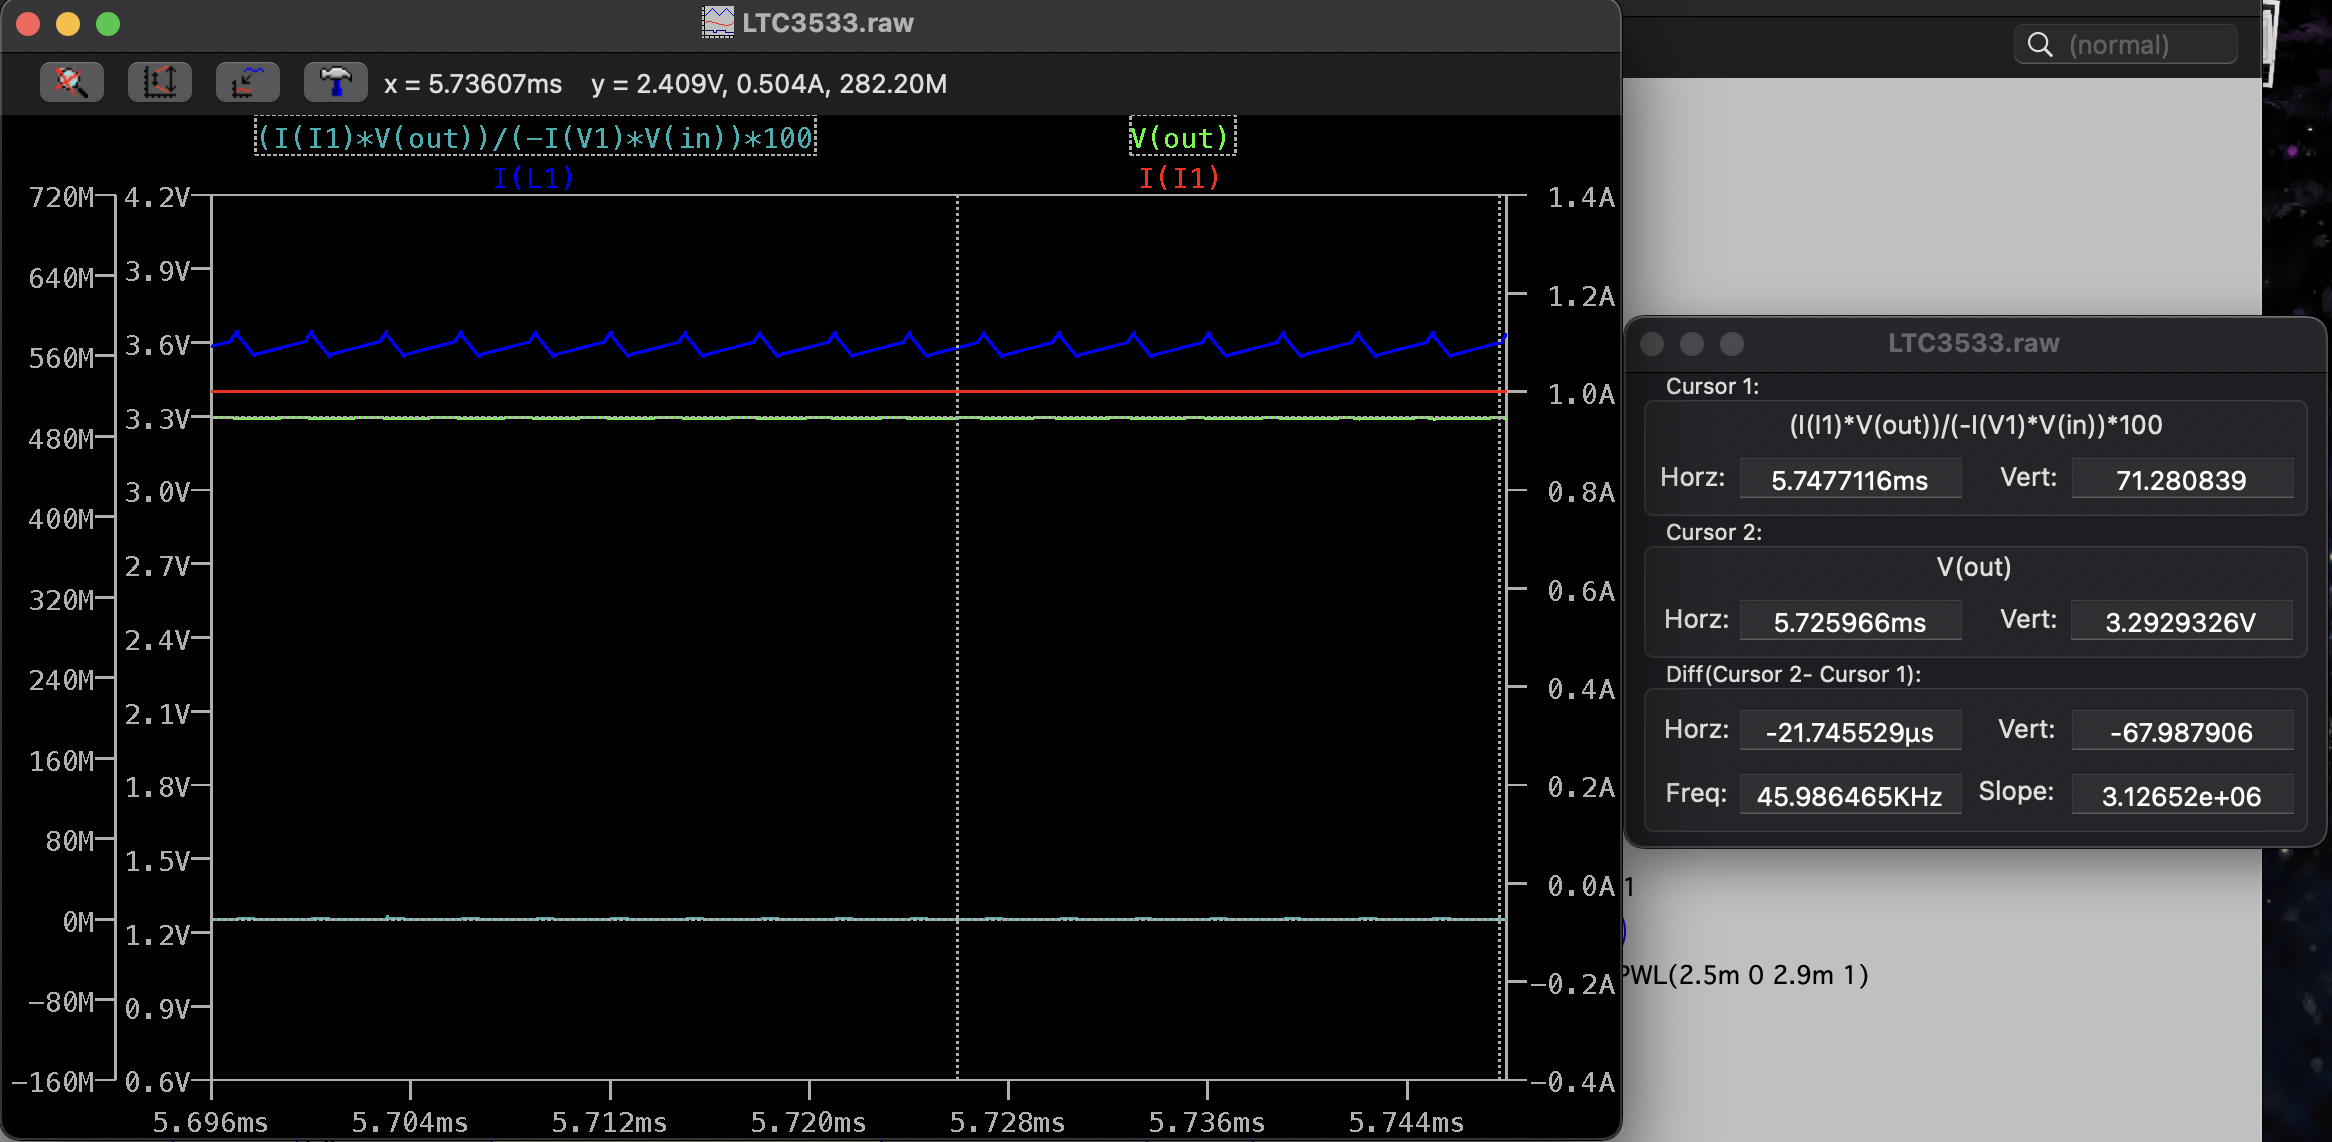 LTC3533.raw
(normal)
x = 5.73607ms y = 2.409V, 0.504A, 282.20M
(I(I1)*V(out))/(-I(V1)*V(in))*100 V(out)
I(L1) I(I1)
720M 4.2V 1.4A
640M 3.9V 1.2A
560M 3.6V 1.0A
480M 3.3V 0.8A
400M 3.0V 0.6A
320M 2.7V 0.4A
240M 2.4V 0.2A
160M 2.1V 0.0A
80M 1.8V -0.2A
0M 1.5V -0.4A
-80M 1.2V
-160M 0.9V
0.6V
5.696ms 5.704ms 5.712ms 5.720ms 5.728ms 5.736ms 5.744ms
LTC3533.raw
Cursor 1:
(I(I1)*V(out))/(-I(V1)*V(in))*100
Horz: 5.7477116ms Vert: 71.280839
Cursor 2:
V(out)
Horz: 5.725966ms Vert: 3.2929326V
Diff(Cursor 2- Cursor 1):
Horz: -21.745529µs Vert: -67.987906
Freq: 45.986465KHz Slope: 3.12652e+06
1
PWL(2.5m 0 2.9m 1)